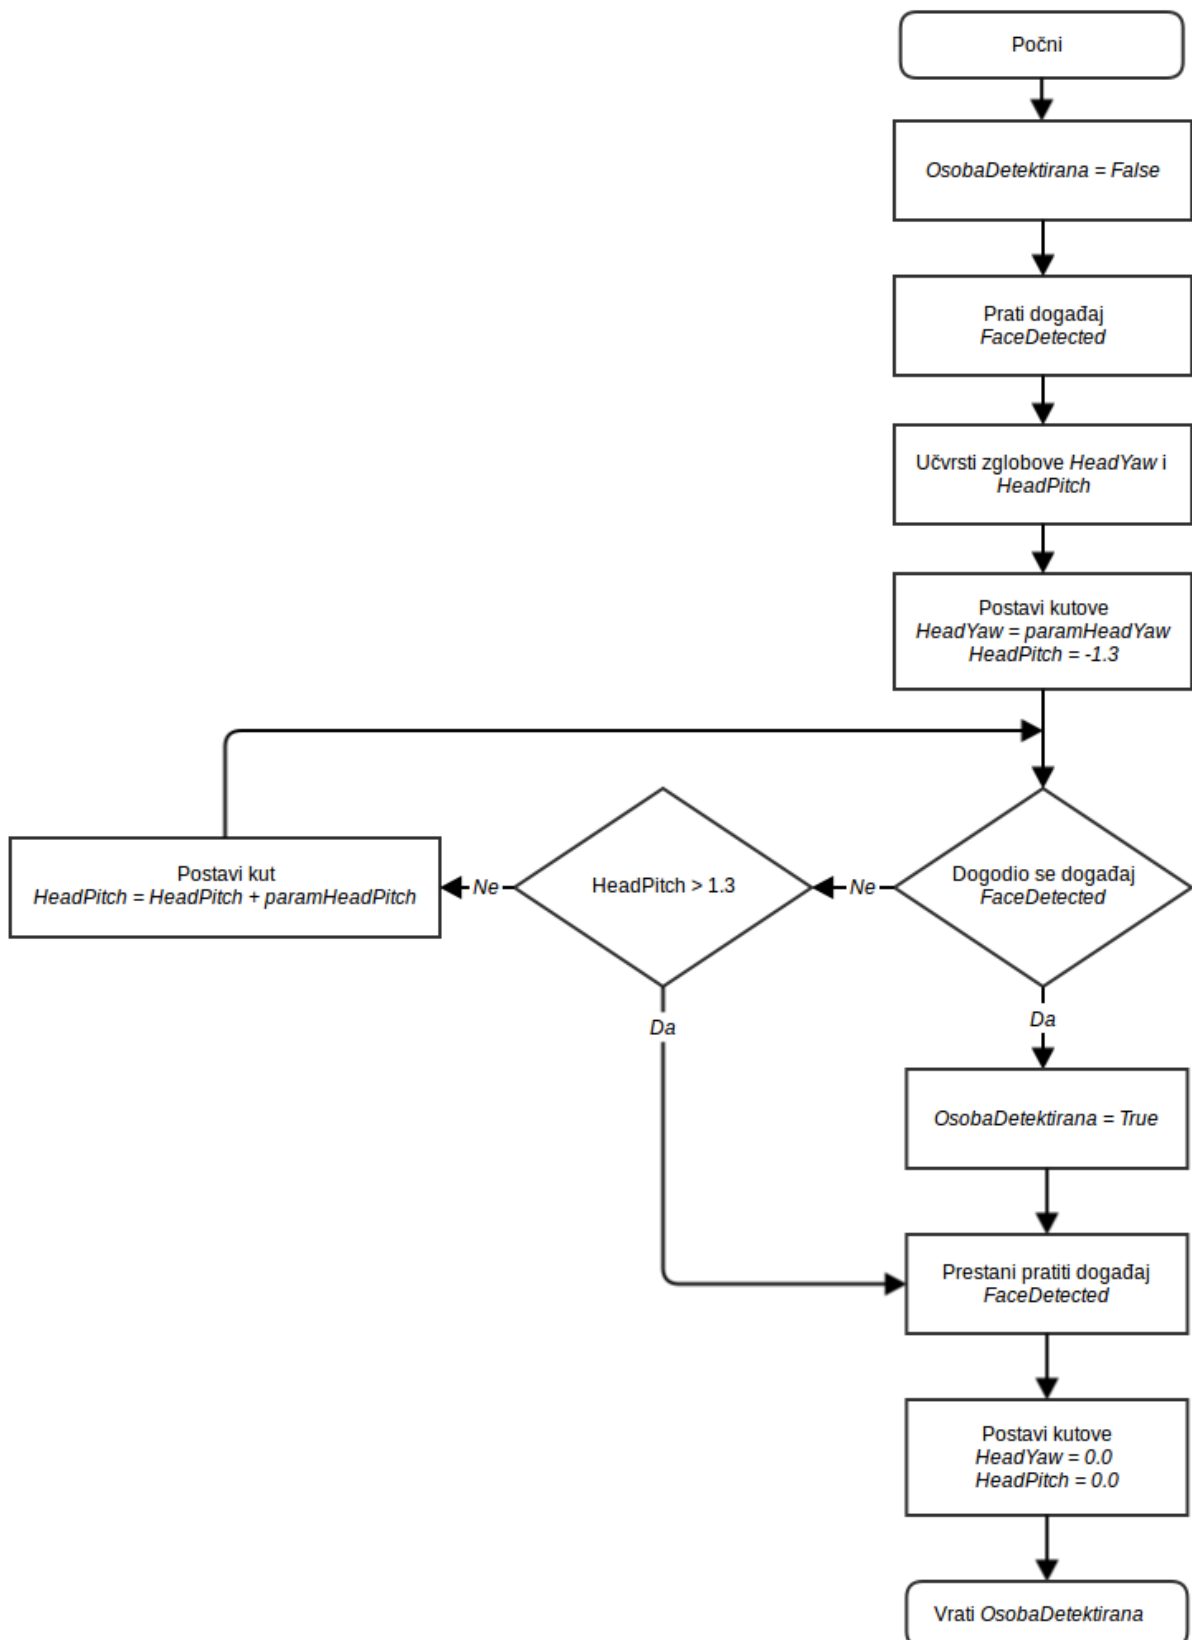 Počni
OsobaDetektirana = False
Prati događaj
FaceDetected
Učvrsti zglobove HeadYaw i
HeadPitch
Postavi kutove
HeadYaw = paramHeadYaw
HeadPitch = -1.3
Dogodio se događaj
FaceDetected
Ne
HeadPitch > 1.3
Ne
Postavi kut
HeadPitch = HeadPitch + paramHeadPitch
Da
Da
OsobaDetektirana = True
Prestani pratiti događaj
FaceDetected
Postavi kutove
HeadYaw = 0.0
HeadPitch = 0.0
Vrati OsobaDetektirana